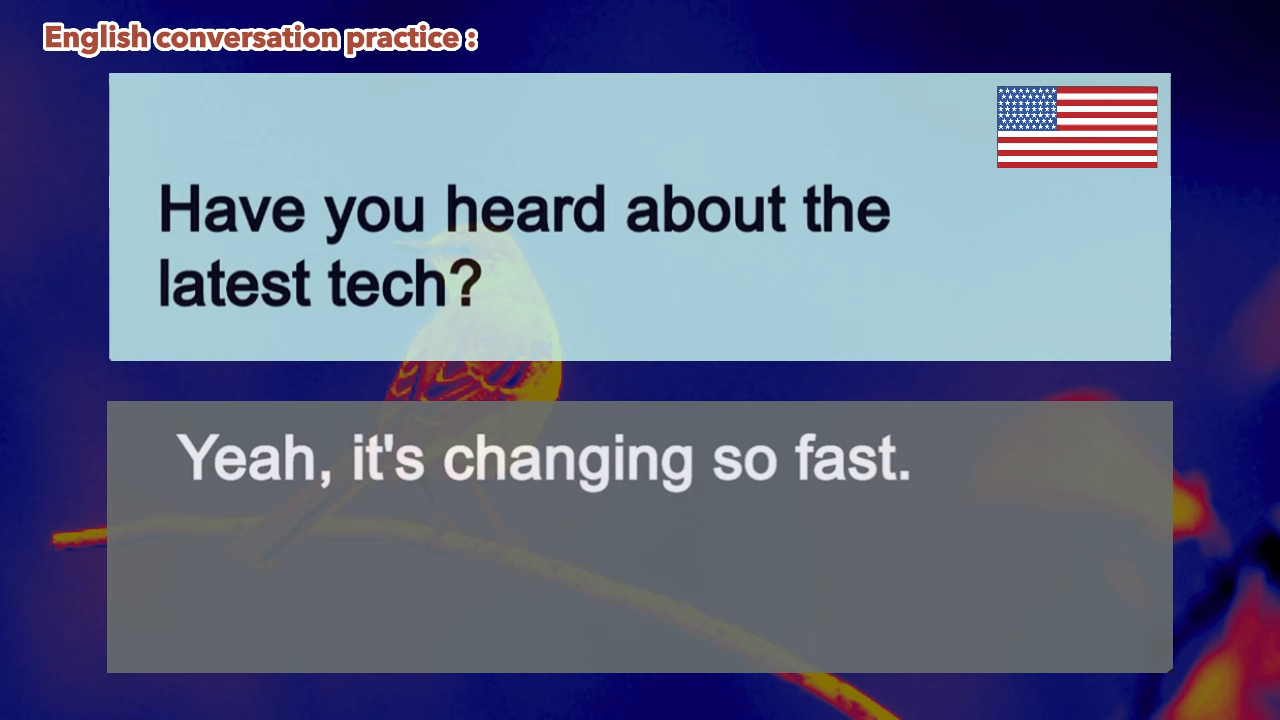 English conversation practice :
Have you heard about the
latest tech?
Yeah, it's changing so fast.